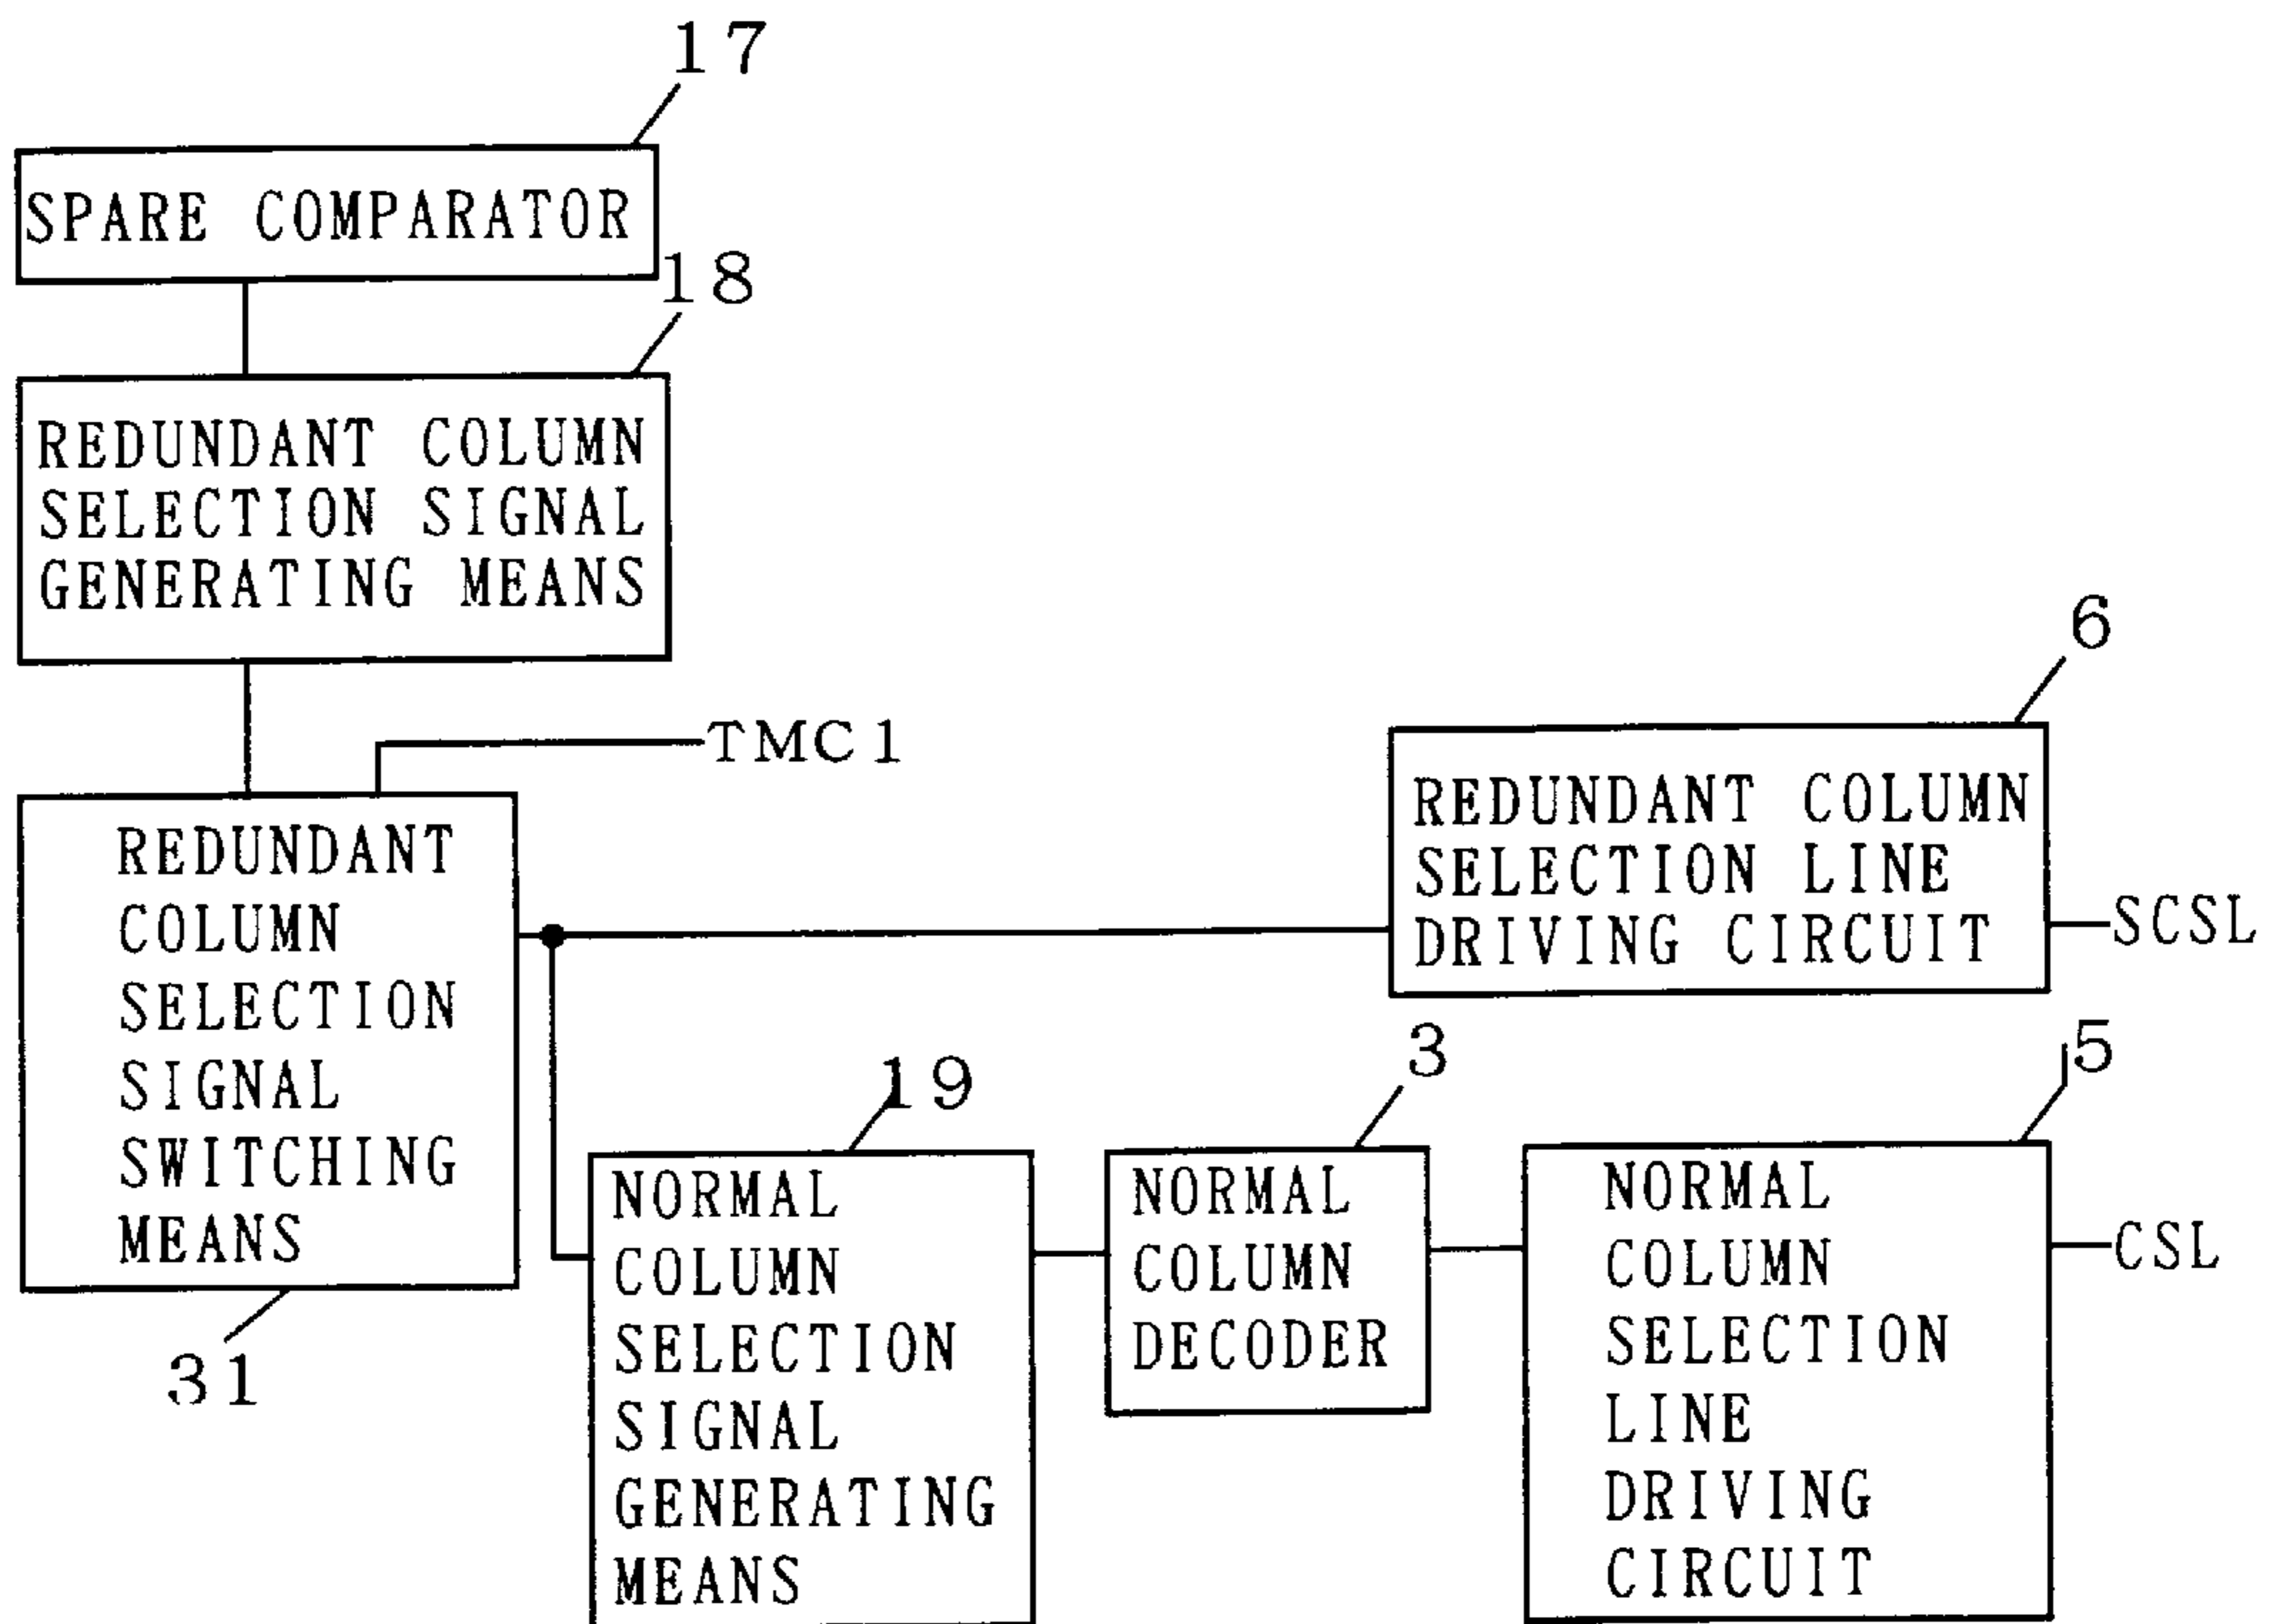 17
SPARE COMPARATOR
18
REDUNDANT COLUMN
SELECTION SIGNAL
GENERATING MEANS
TMC1
REDUNDANT
COLUMN
SELECTION
SIGNAL
SWITCHING
MEANS
31
6
REDUNDANT COLUMN
SELECTION LINE
DRIVING CIRCUIT
SCSL
19
NORMAL
COLUMN
SELECTION
SIGNAL
GENERATING
MEANS
3
NORMAL
COLUMN
DECODER
5
NORMAL
COLUMN
SELECTION
LINE
DRIVING
CIRCUIT
CSL